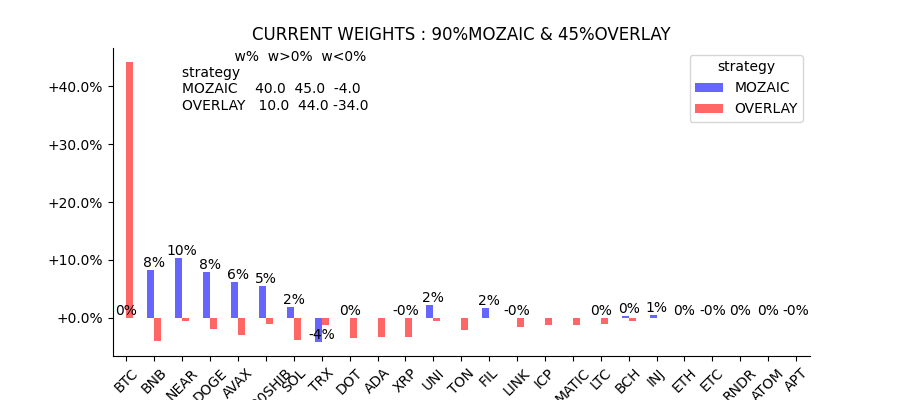 CURRENT WEIGHTS : 90%MOZAIC & 45%OVERLAY
w% w>0% w<0%
strategy
MOZAIC 40.0 45.0 -4.0
OVERLAY 10.0 44.0 -34.0
strategy
MOZAIC
OVERLAY
+40.0%
+30.0%
+20.0%
+10.0%
+0.0%
0% 8% 10% 8% 6% 5% 2% -4% 0% -0% 2% 2% -0% 0% 0% 1% 0% -0% 0% 0% -0%
BTC BNB NEAR DOGE AVAX 00SHIB SOL TRX DOT ADA XRP UNI TON FIL LINK ICP MATIC LTC BCH INJ ETH ETC RNDR ATOM APT